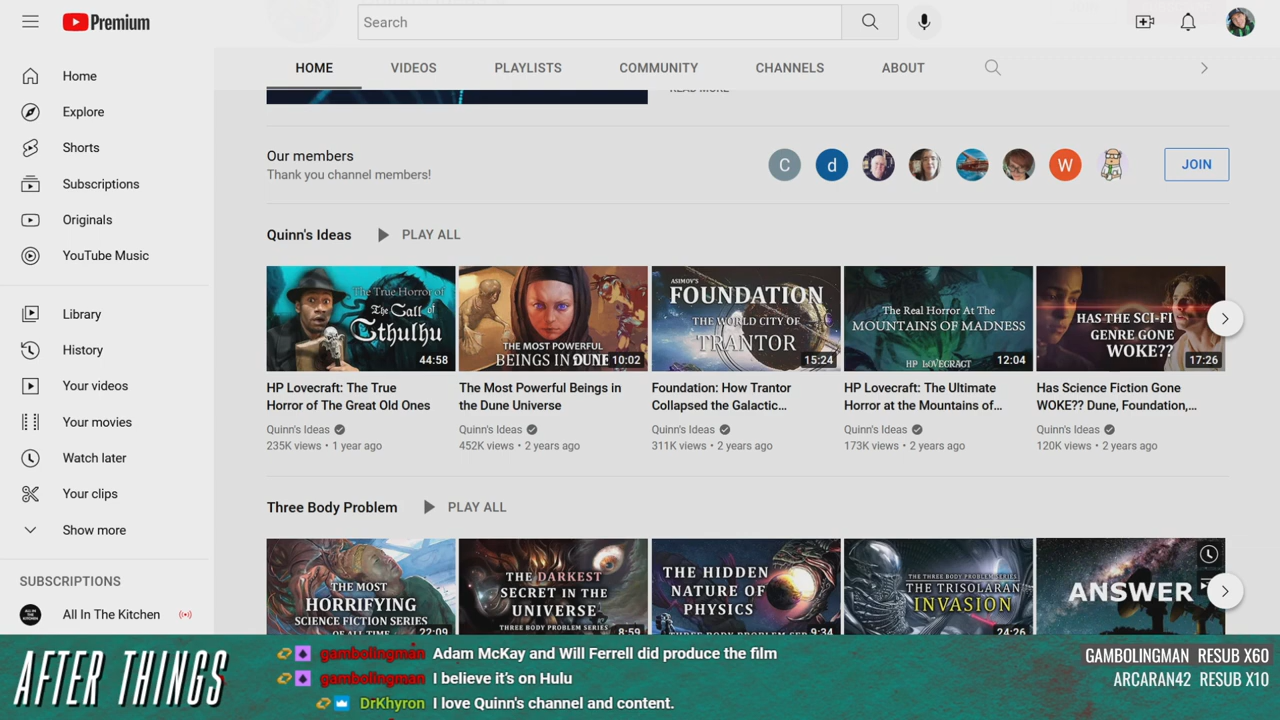 Premium
Search
HOME VIDEOS PLAYLISTS COMMUNITY CHANNELS ABOUT
READ MORE
Home
Explore
Shorts
Subscriptions
Originals
YouTube Music
Library
History
Your videos
Your movies
Watch later
Your clips
Show more
SUBSCRIPTIONS
All In The Kitchen
Our members
Thank you channel members!
C d W
JOIN
Quinn's Ideas PLAY ALL
The True Horror of
The Call of
Cthulhu
44:58
HP Lovecraft: The True
Horror of The Great Old Ones
Quinn's Ideas
235K views • 1 year ago
THE MOST POWERFUL
BEINGS IN DUNE
10:02
The Most Powerful Beings in
the Dune Universe
Quinn's Ideas
452K views • 2 years ago
ASIMOV'S
FOUNDATION
THE WORLD CITY OF
TRANTOR
15:24
Foundation: How Trantor
Collapsed the Galactic...
Quinn's Ideas
311K views • 2 years ago
The Real Horror At The
MOUNTAINS OF MADNESS
HP LOVECRAFT
12:04
HP Lovecraft: The Ultimate
Horror at the Mountains of...
Quinn's Ideas
173K views • 2 years ago
HAS THE SCI-FI
GENRE GONE
WOKE??
17:26
Has Science Fiction Gone
WOKE?? Dune, Foundation,...
Quinn's Ideas
120K views • 2 years ago
Three Body Problem PLAY ALL
THE MOST
HORRIFYING
SCIENCE FICTION SERIES
OF ALL TIME
22:09
THE DARKEST
SECRET IN THE
UNIVERSE
THREE BODY PROBLEM SERIES
8:59
THE HIDDEN
NATURE OF
PHYSICS
THREE BODY PROBLEM SERIES
9:34
THE THREE BODY PROBLEM SERIES
THE TRISOLARAN
INVASION
24:26
ANSWER
AFTER THINGS
gambolingman Adam McKay and Will Ferrell did produce the film
gambolingman I believe it's on Hulu
DrKhyron I love Quinn's channel and content.
GAMBOLINGMAN RESUB X60
ARCARAN42 RESUB X10